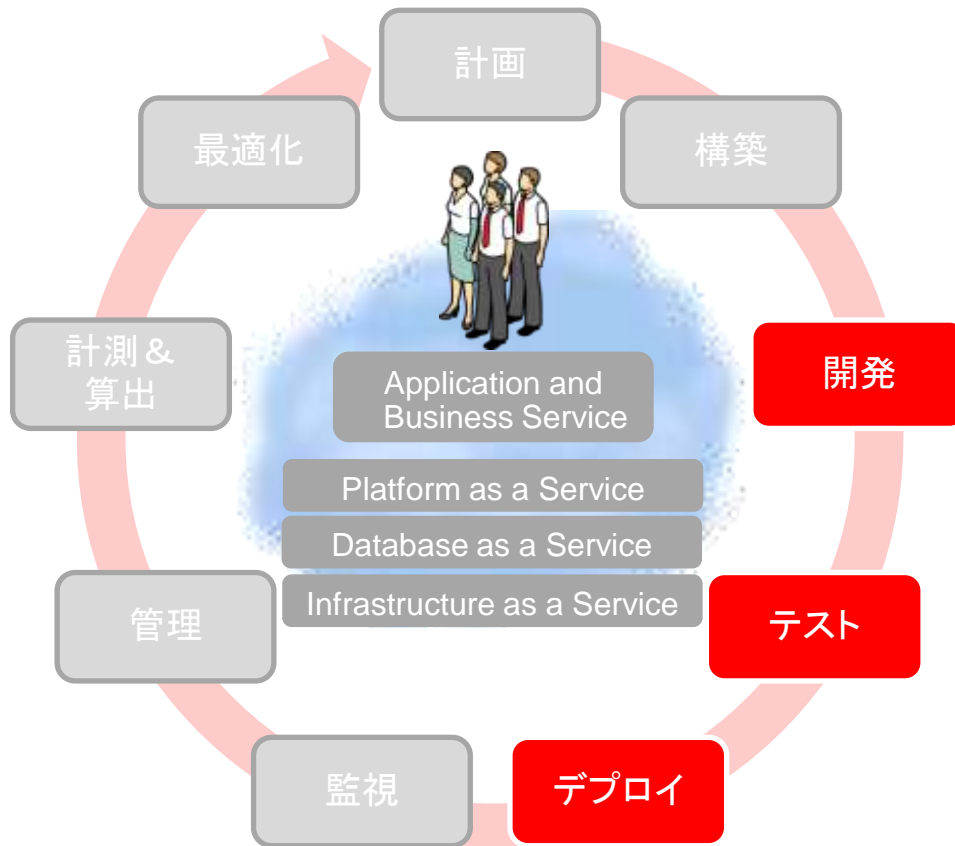 計画
構築
開発
テスト
デプロイ
監視
管理
計測＆
算出
最適化
Application and
Business Service
Platform as a Service
Database as a Service
Infrastructure as a Service